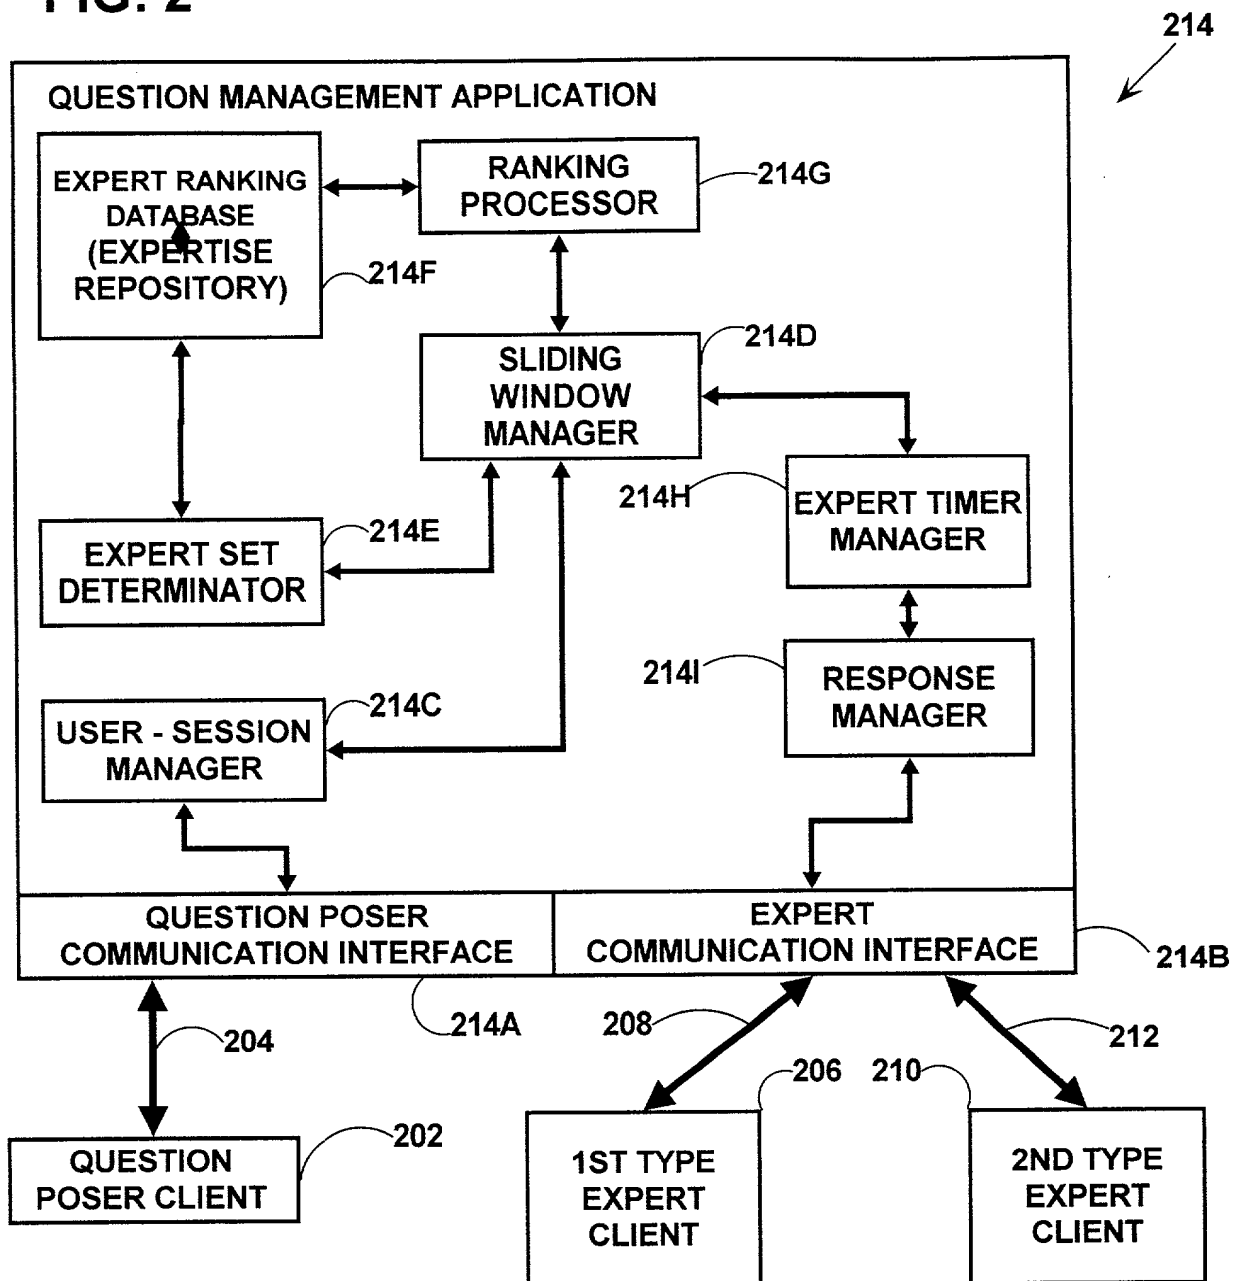 FIG. 2
214
QUESTION MANAGEMENT APPLICATION
EXPERT RANKING
DATABASE
(EXPERTISE
REPOSITORY)
214F
RANKING
PROCESSOR
214G
SLIDING
WINDOW
MANAGER
214D
214H
EXPERT TIMER
MANAGER
EXPERT SET
DETERMINATOR
214E
214I
RESPONSE
MANAGER
USER - SESSION
MANAGER
214C
QUESTION POSER
COMMUNICATION INTERFACE
EXPERT
COMMUNICATION INTERFACE
214B
214A
204
208
212
206
210
202
QUESTION
POSER CLIENT
1ST TYPE
EXPERT
CLIENT
2ND TYPE
EXPERT
CLIENT